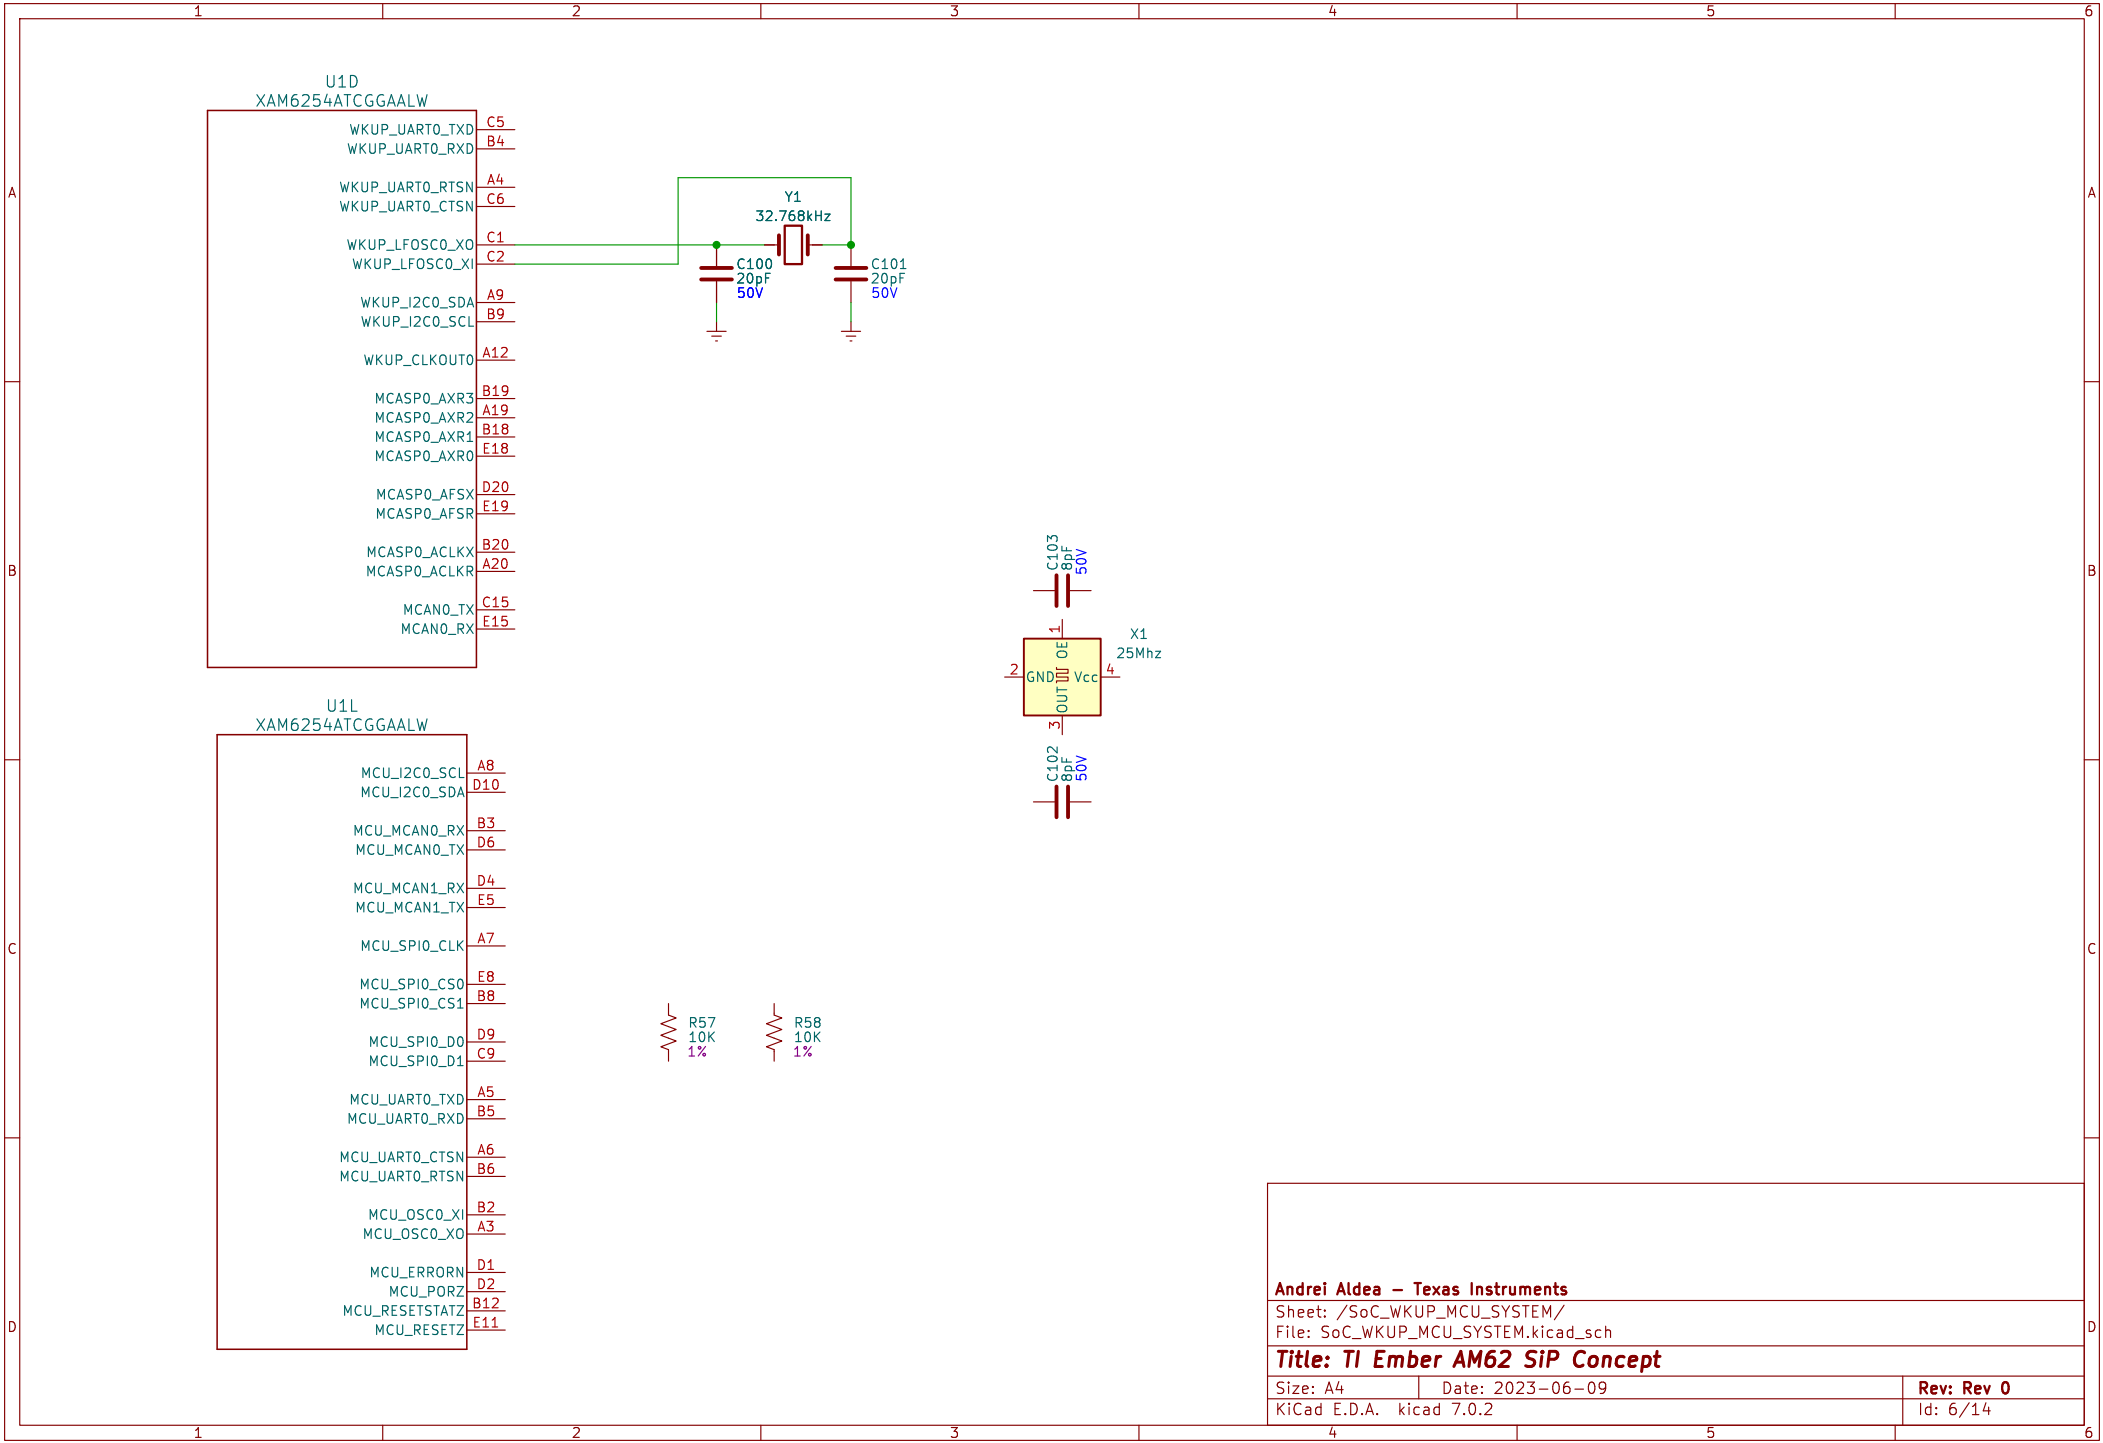 1 2 3 4 5 6
A A
B B
C C
D D
U1D
XAM6254ATCGGAALW
WKUP_UART0_TXD C5
WKUP_UART0_RXD B4
WKUP_UART0_RTSN A4
WKUP_UART0_CTSN C6
WKUP_LFOSC0_XO C1
WKUP_LFOSC0_XI C2
WKUP_I2C0_SDA A9
WKUP_I2C0_SCL B9
WKUP_CLKOUT0 A12
MCASP0_AXR3 B19
MCASP0_AXR2 A19
MCASP0_AXR1 B18
MCASP0_AXR0 E18
MCASP0_AFSX D20
MCASP0_AFSR E19
MCASP0_ACLKX B20
MCASP0_ACLKR A20
MCAN0_TX C15
MCAN0_RX E15
Y1
32.768kHz
C100
20pF
50V
C101
20pF
50V
C103
8pF
50V
X1
25Mhz
1 OE
2 GND
Vcc 4
OUT 3
C102
8pF
50V
U1L
XAM6254ATCGGAALW
MCU_I2C0_SCL A8
MCU_I2C0_SDA D10
MCU_MCAN0_RX B3
MCU_MCAN0_TX D6
MCU_MCAN1_RX D4
MCU_MCAN1_TX E5
MCU_SPI0_CLK A7
MCU_SPI0_CS0 E8
MCU_SPI0_CS1 B8
MCU_SPI0_D0 D9
MCU_SPI0_D1 C9
MCU_UART0_TXD A5
MCU_UART0_RXD B5
MCU_UART0_CTSN A6
MCU_UART0_RTSN B6
MCU_OSC0_XI B2
MCU_OSC0_XO A3
MCU_ERRORN D1
MCU_PORZ D2
MCU_RESETSTATZ B12
MCU_RESETZ E11
R57
10K
1%
R58
10K
1%
Andrei Aldea – Texas Instruments
Sheet: /SoC_WKUP_MCU_SYSTEM/
File: SoC_WKUP_MCU_SYSTEM.kicad_sch
Title: TI Ember AM62 SiP Concept
Size: A4 Date: 2023-06-09 Rev: Rev 0
KiCad E.D.A. kicad 7.0.2 Id: 6/14
1 2 3 4 5 6